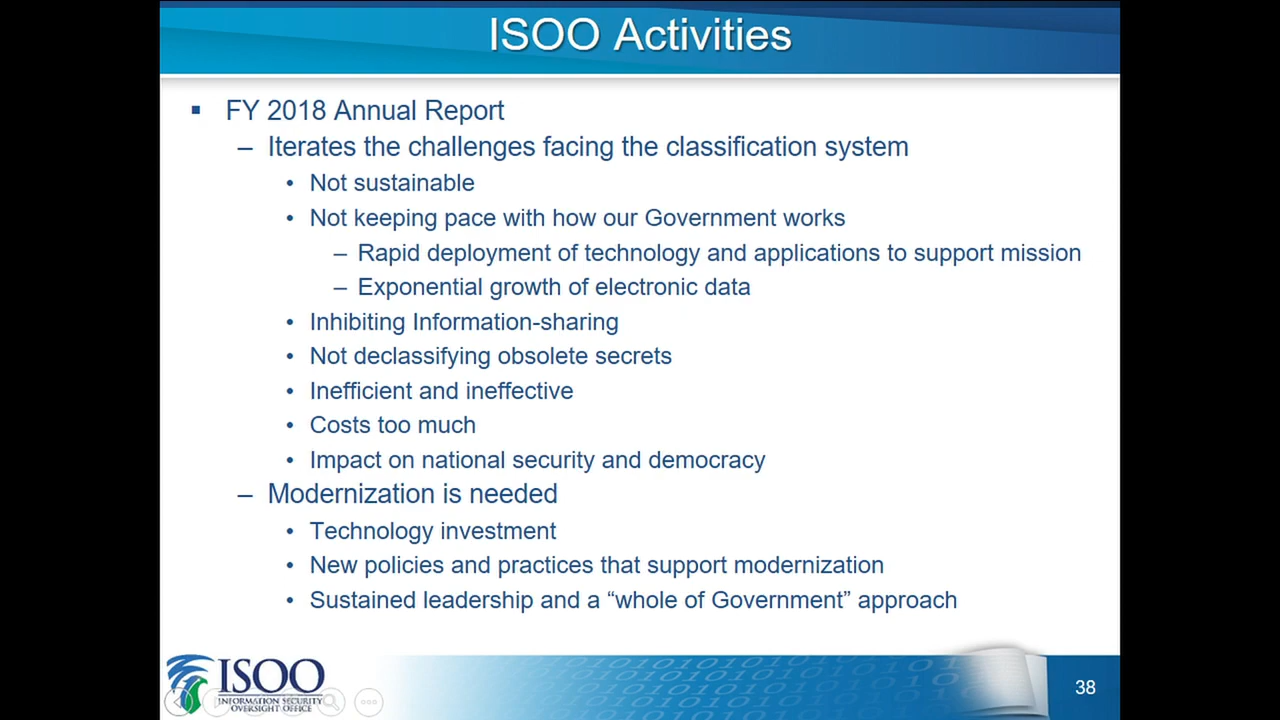 ISOO Activities
▪ FY 2018 Annual Report
– Iterates the challenges facing the classification system
• Not sustainable
• Not keeping pace with how our Government works
– Rapid deployment of technology and applications to support mission
– Exponential growth of electronic data
• Inhibiting Information-sharing
• Not declassifying obsolete secrets
• Inefficient and ineffective
• Costs too much
• Impact on national security and democracy
– Modernization is needed
• Technology investment
• New policies and practices that support modernization
• Sustained leadership and a “whole of Government” approach
ISOO
INFORMATION SECURITY
OVERSIGHT OFFICE
38